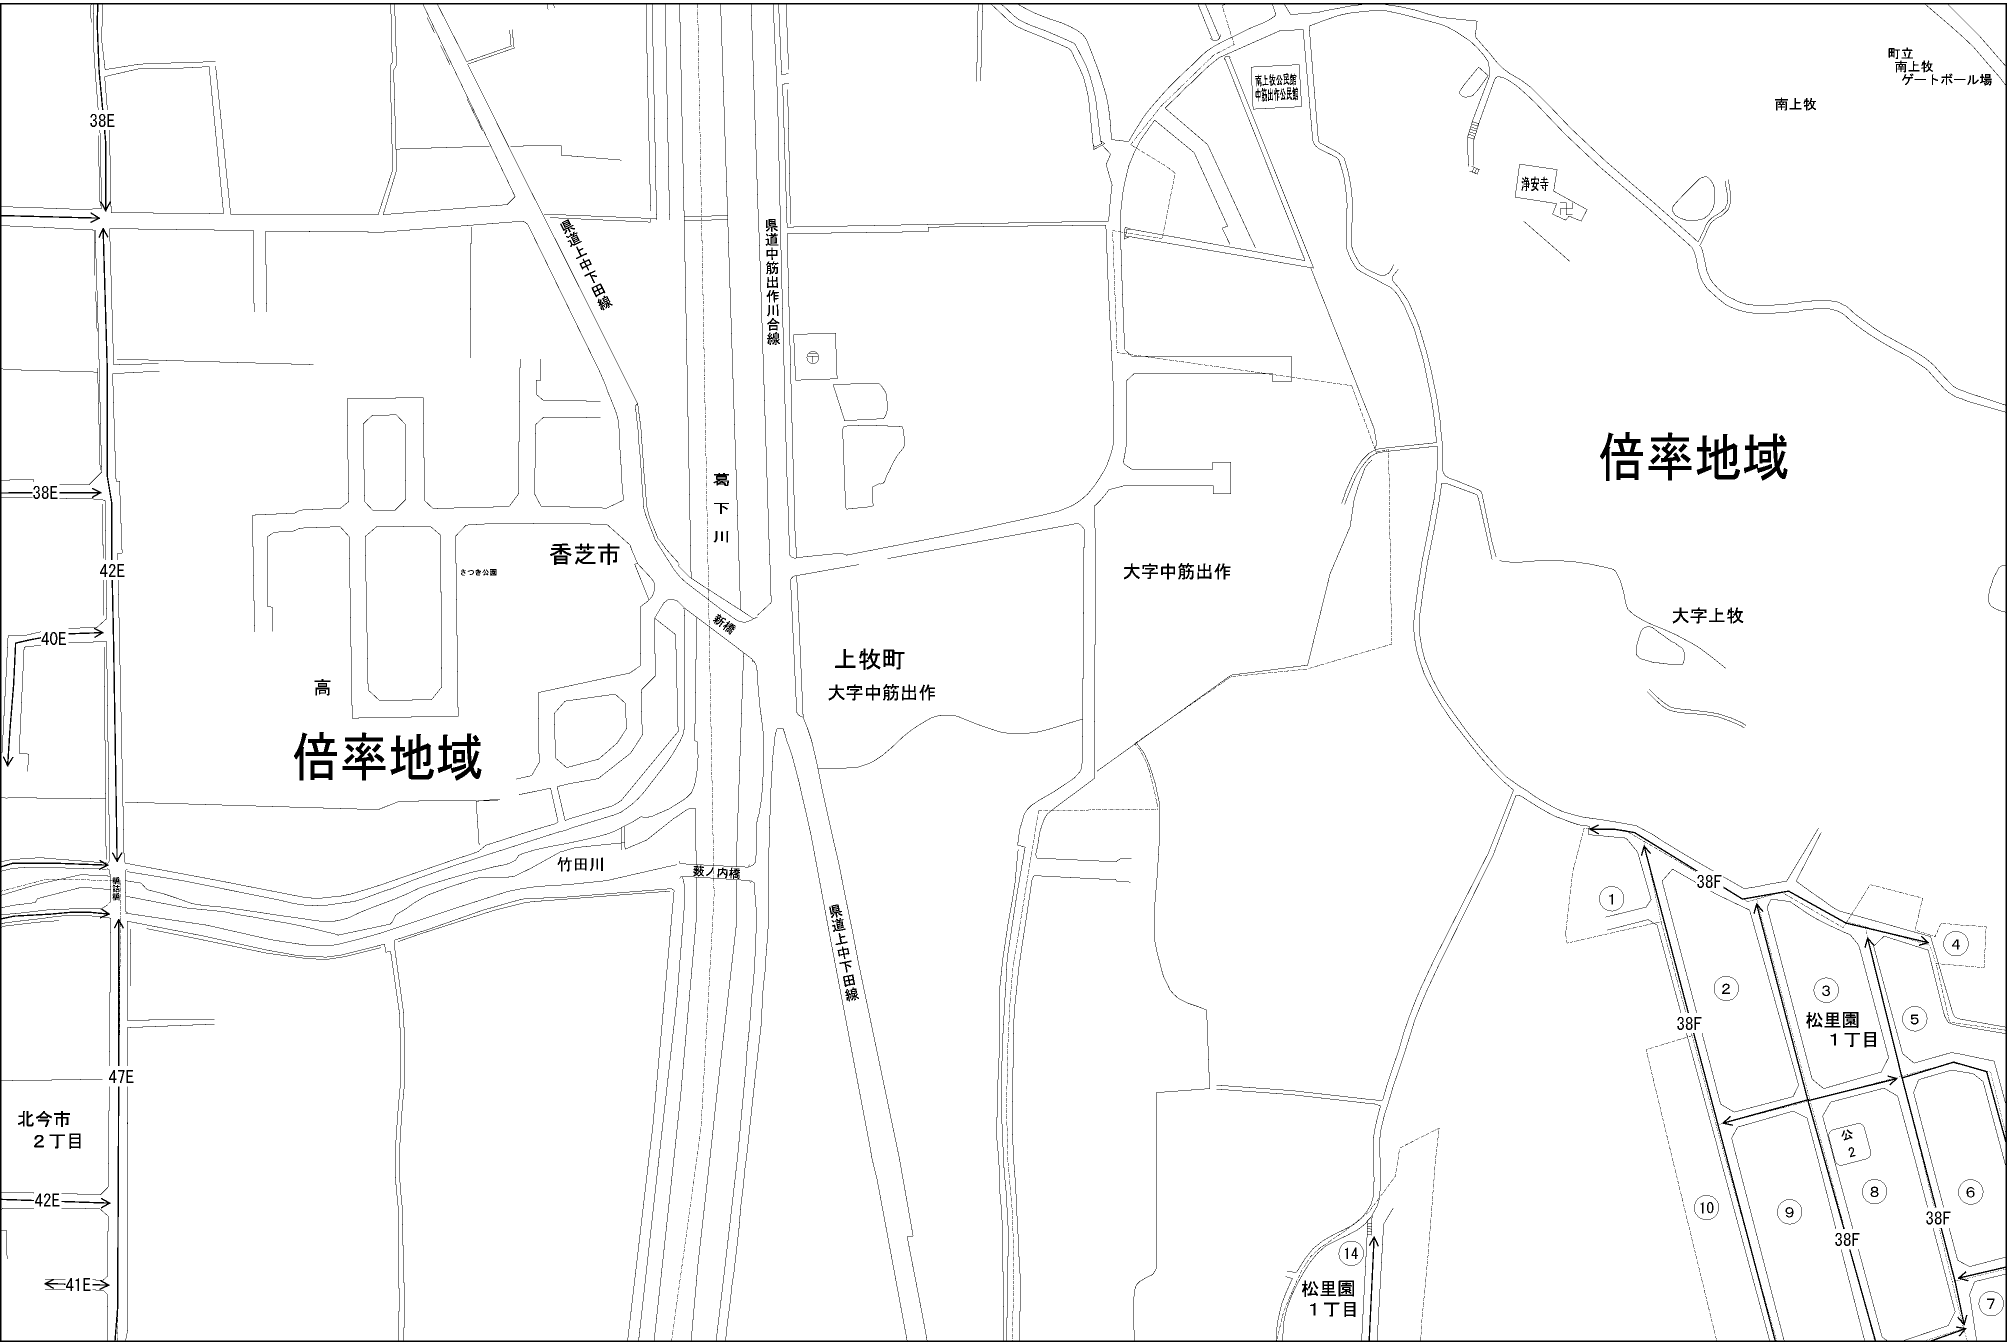 町立
南上牧
ゲートボール場
南上牧公民館
中筋出作公民館
南上牧
38E
浄安寺
県道上中下田線
県道中筋出作川合線
倍率地域
葛下川
38E
香芝市
さつき公園
42E
大字中筋出作
大字上牧
新橋
40E
上牧町
大字中筋出作
高
倍率地域
竹田川
藪ノ内橋
38F
1
県道上中下田線
4
2
3
松里園
1丁目
5
38F
47E
北今市
2丁目
公
2
42E
10
9
8
6
38F
38F
14
松里園
1丁目
41E
7